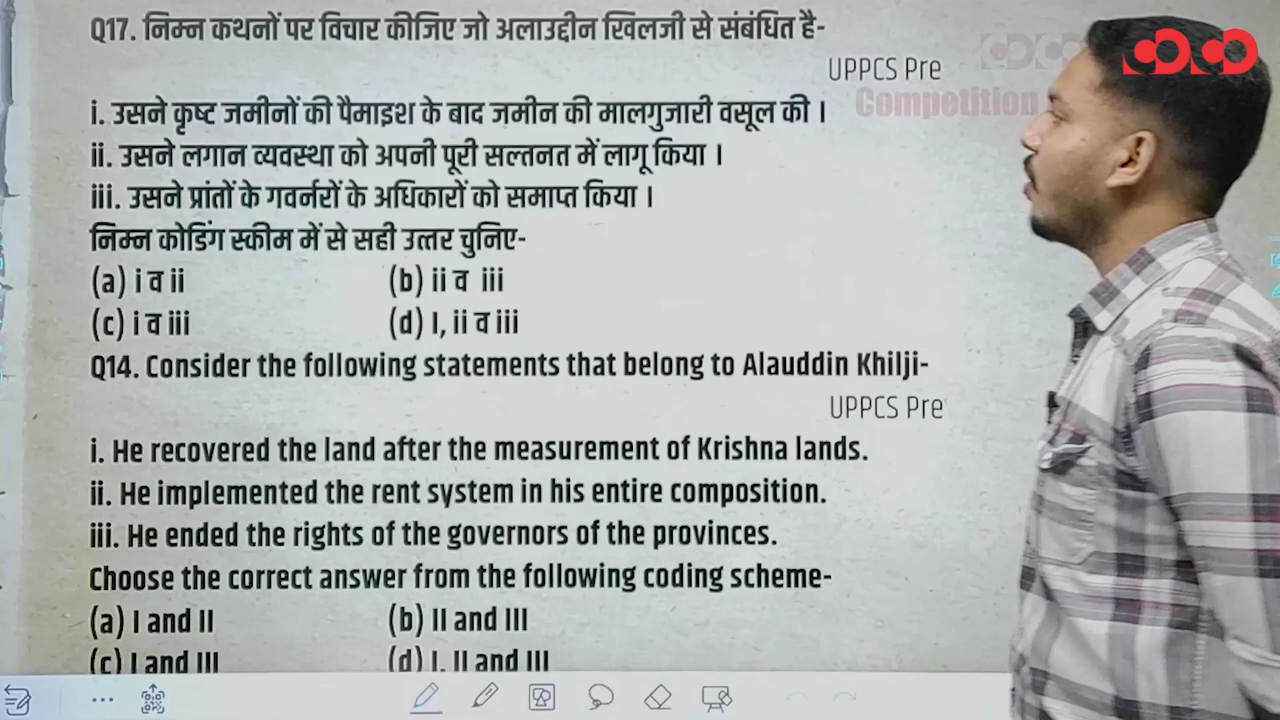 Q17. निम्न कथनों पर विचार कीजिए जो अलाउद्दीन खिलजी से संबंधित है-
UPPCS Pre
Competition
i. उसने कृष्ट जमीनों की पैमाइश के बाद जमीन की मालगुजारी वसूल की ।
ii. उसने लगान व्यवस्था को अपनी पूरी सल्तनत में लागू किया ।
iii. उसने प्रांतों के गवर्नरों के अधिकारों को समाप्त किया ।
निम्न कोडिंग स्कीम में से सही उत्तर चुनिए-
(a) i व ii (b) ii व iii
(c) i व iii (d) I, ii व iii
Q14. Consider the following statements that belong to Alauddin Khilji-
UPPCS Pre
i. He recovered the land after the measurement of Krishna lands.
ii. He implemented the rent system in his entire composition.
iii. He ended the rights of the governors of the provinces.
Choose the correct answer from the following coding scheme-
(a) I and II (b) II and III
(c) I and III (d) I, II and III